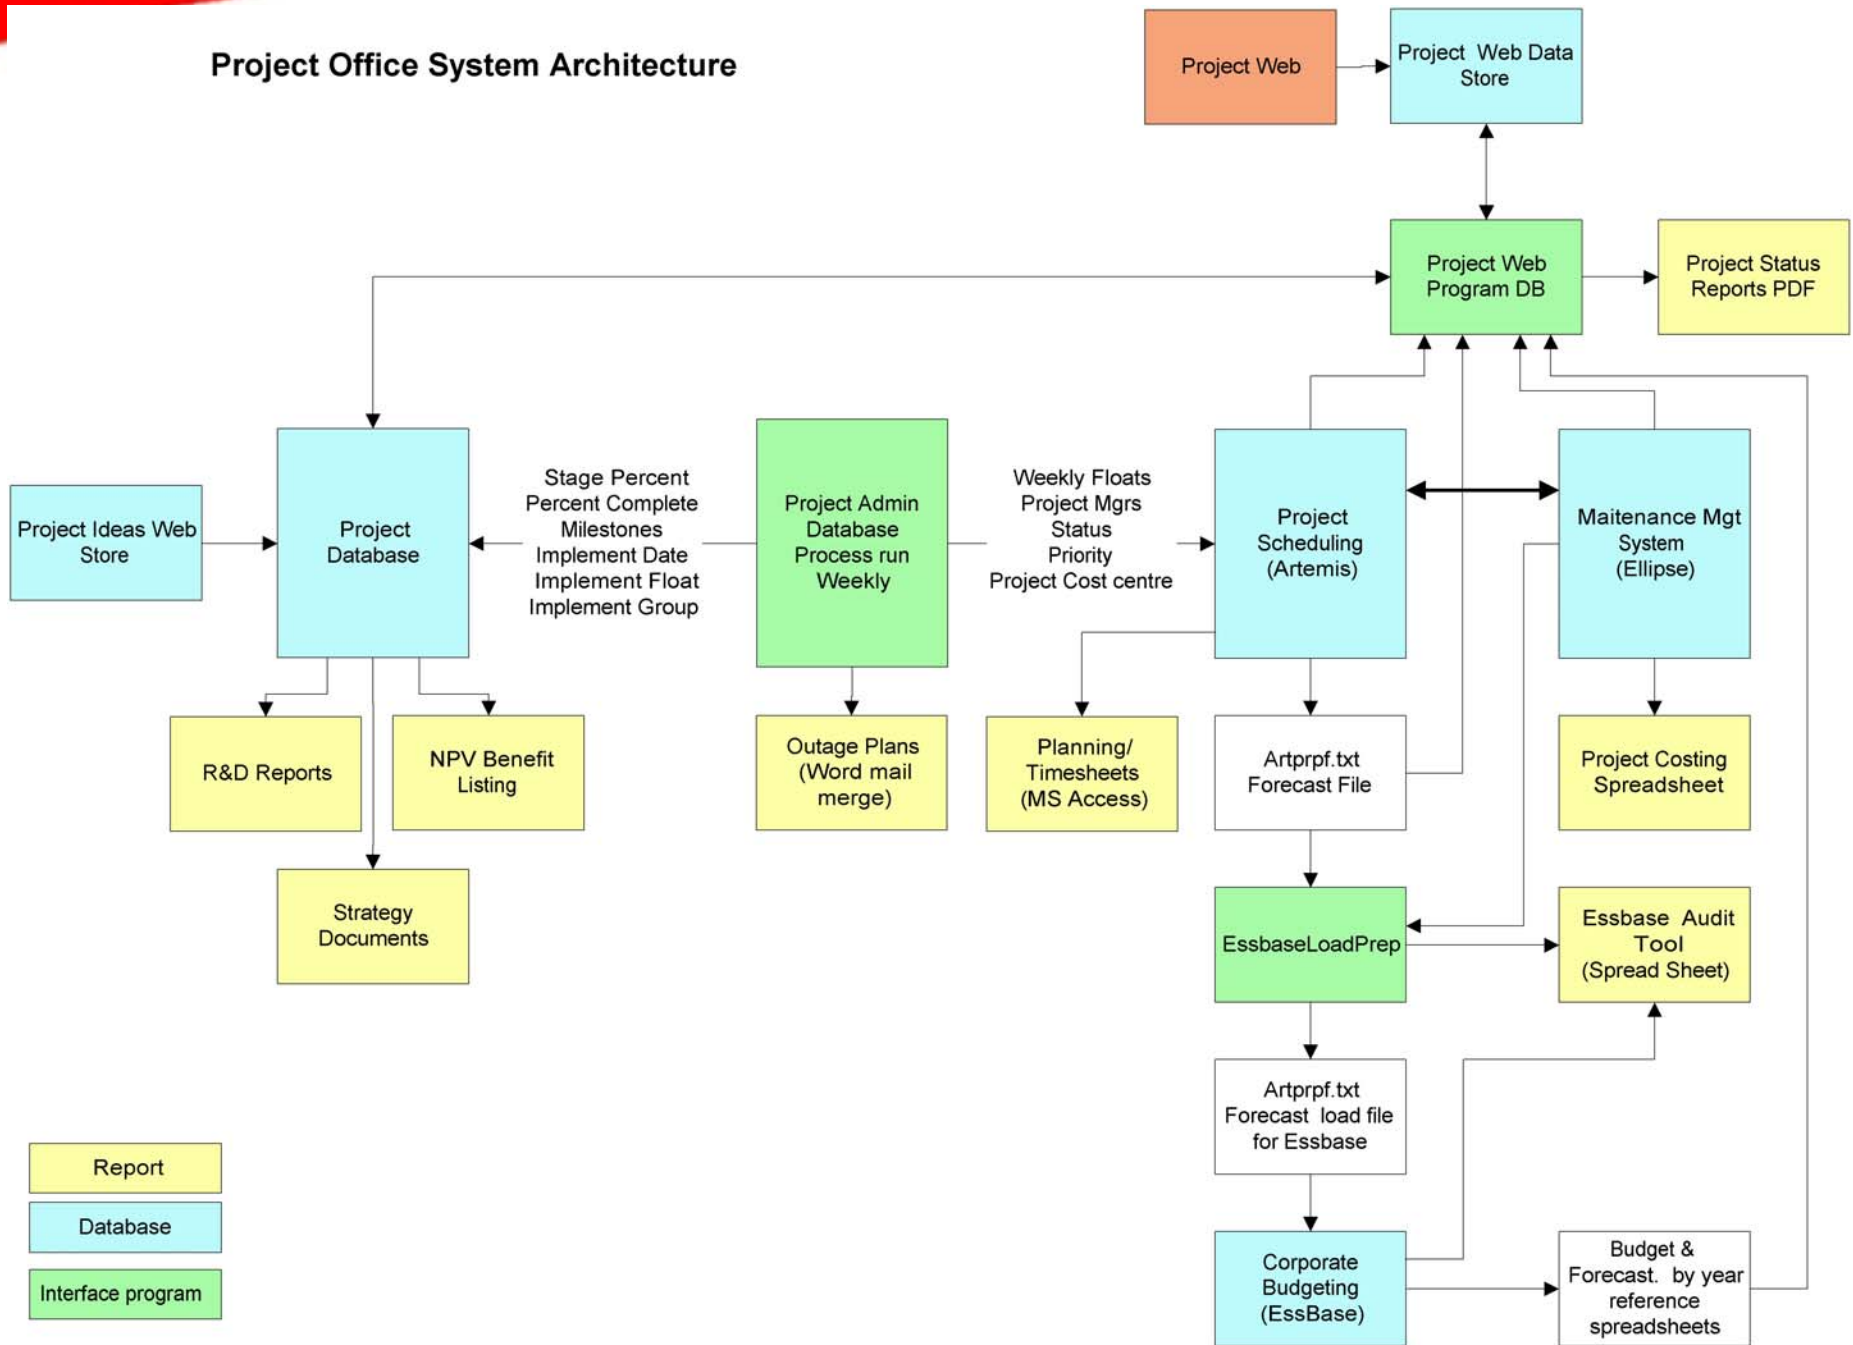 Project Office System Architecture
Project Web
Project Web Data
Store
Project Web
Program DB
Project Status
Reports PDF
Project Ideas Web
Store
Project
Database
Stage Percent
Percent Complete
Milestones
Implement Date
Implement Float
Implement Group
Project Admin
Database
Process run
Weekly
Weekly Floats
Project Mgrs
Status
Priority
Project Cost centre
Project
Scheduling
(Artemis)
Maitenance Mgt
System
(Ellipse)
R&D Reports
NPV Benefit
Listing
Outage Plans
(Word mail
merge)
Planning/
Timesheets
(MS Access)
Artprpf.txt
Forecast File
Project Costing
Spreadsheet
Strategy
Documents
EssbaseLoadPrep
Essbase Audit
Tool
(Spread Sheet)
Artprpf.txt
Forecast load file
for Essbase
Report
Database
Interface program
Corporate
Budgeting
(EssBase)
Budget &
Forecast. by year
reference
spreadsheets